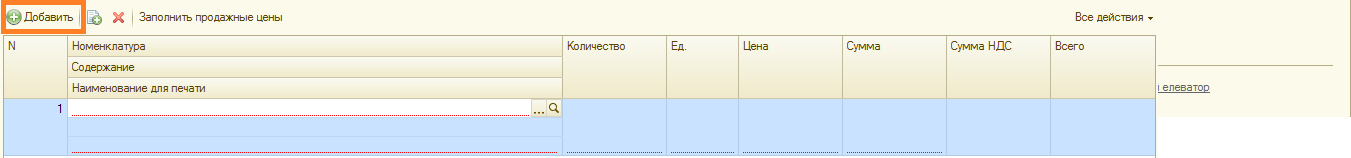 Добавить Заполнить продажные цены Все действия
N Номенклатура Количество Ед. Цена Сумма Сумма НДС Всего
Содержание
Наименование для печати
елеватор
1 ...